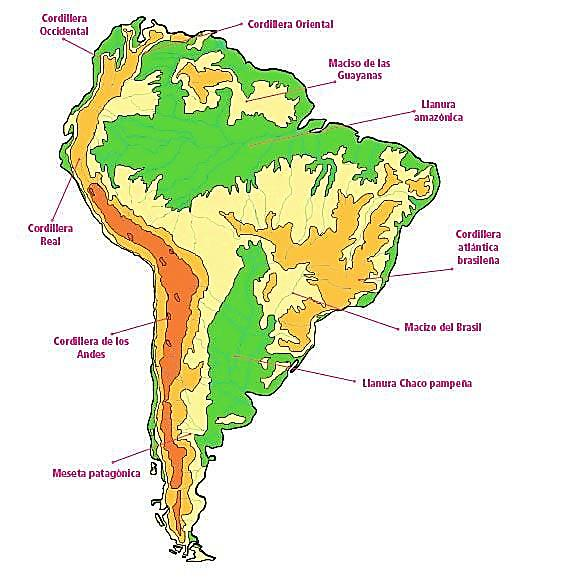 Cordillera
Occidental
Cordillera Oriental
Maciso de las
Guayanas
Llanura
amazónica
Cordillera
Real
Cordillera
atlántica
brasileña
Cordillera de los
Andes
Macizo del Brasil
Llanura Chaco pampeña
Meseta patagónica